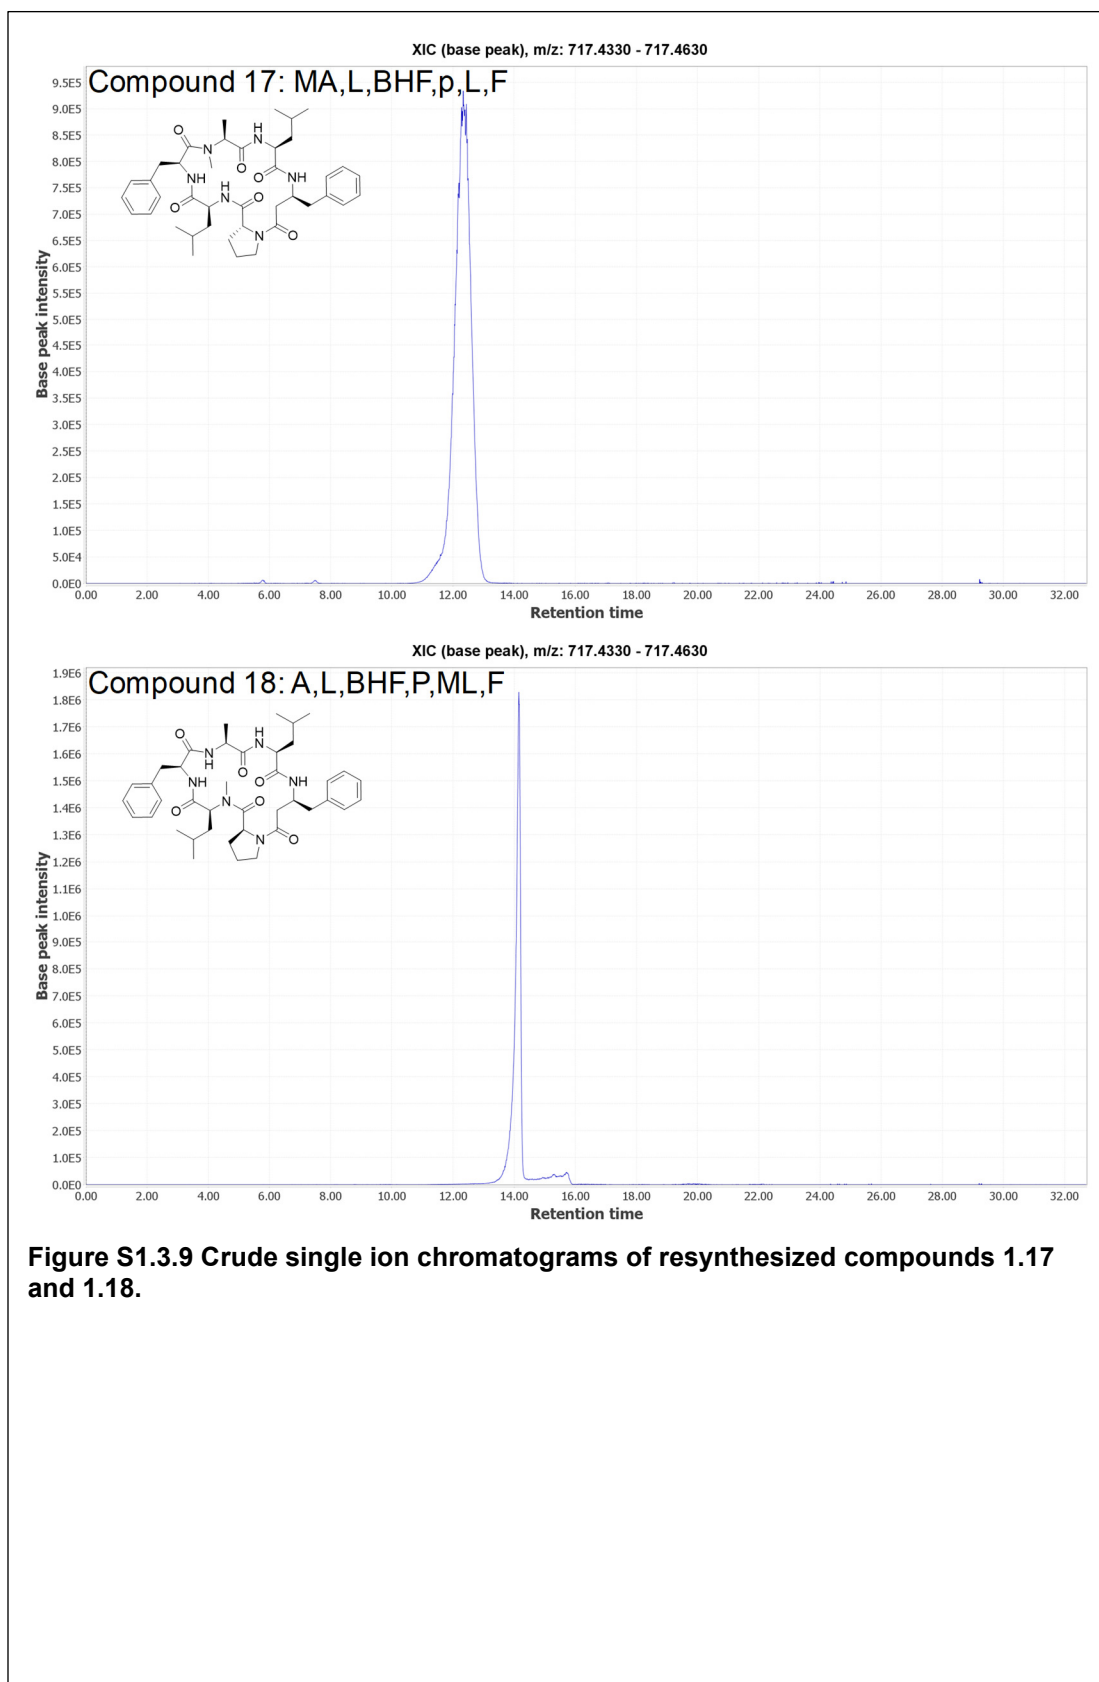 XIC (base peak), m/z: 717.4330 - 717.4630
Compound 17: MA,L,BHF,p,L,F
Base peak intensity
9.5E5
9.0E5
8.5E5
8.0E5
7.5E5
7.0E5
6.5E5
6.0E5
5.5E5
5.0E5
4.5E5
4.0E5
3.5E5
3.0E5
2.5E5
2.0E5
1.5E5
1.0E5
5.0E4
0.0E0
O
N
O
H
N
O
NH
O
NH
H
N
O
N
O
0.00 2.00 4.00 6.00 8.00 10.00 12.00 14.00 16.00 18.00 20.00 22.00 24.00 26.00 28.00 30.00 32.00
Retention time
XIC (base peak), m/z: 717.4330 - 717.4630
Compound 18: A,L,BHF,P,ML,F
Base peak intensity
1.9E6
1.8E6
1.7E6
1.6E6
1.5E6
1.4E6
1.3E6
1.2E6
1.1E6
1.0E6
9.0E5
8.0E5
7.0E5
6.0E5
5.0E5
4.0E5
3.0E5
2.0E5
1.0E5
0.0E0
O
N
H
O
H
N
O
NH
NH
O
N
O
N
O
0.00 2.00 4.00 6.00 8.00 10.00 12.00 14.00 16.00 18.00 20.00 22.00 24.00 26.00 28.00 30.00 32.00
Retention time
Figure S1.3.9 Crude single ion chromatograms of resynthesized compounds 1.17
and 1.18.